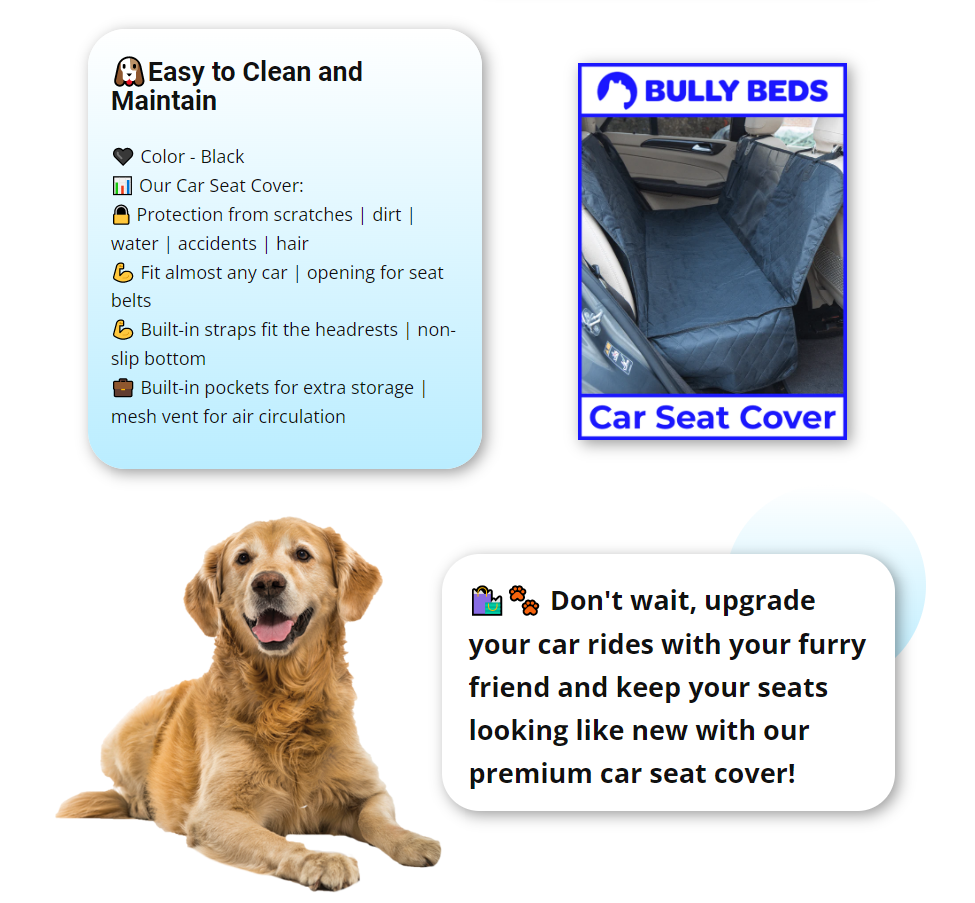 🐶Easy to Clean and
Maintain
🖤 Color - Black
📊 Our Car Seat Cover:
🔒 Protection from scratches | dirt |
water | accidents | hair
💪 Fit almost any car | opening for seat
belts
💪 Built-in straps fit the headrests | non-
slip bottom
💼 Built-in pockets for extra storage |
mesh vent for air circulation
BULLY BEDS
Car Seat Cover
🛍️🐾 Don't wait, upgrade
your car rides with your furry
friend and keep your seats
looking like new with our
premium car seat cover!